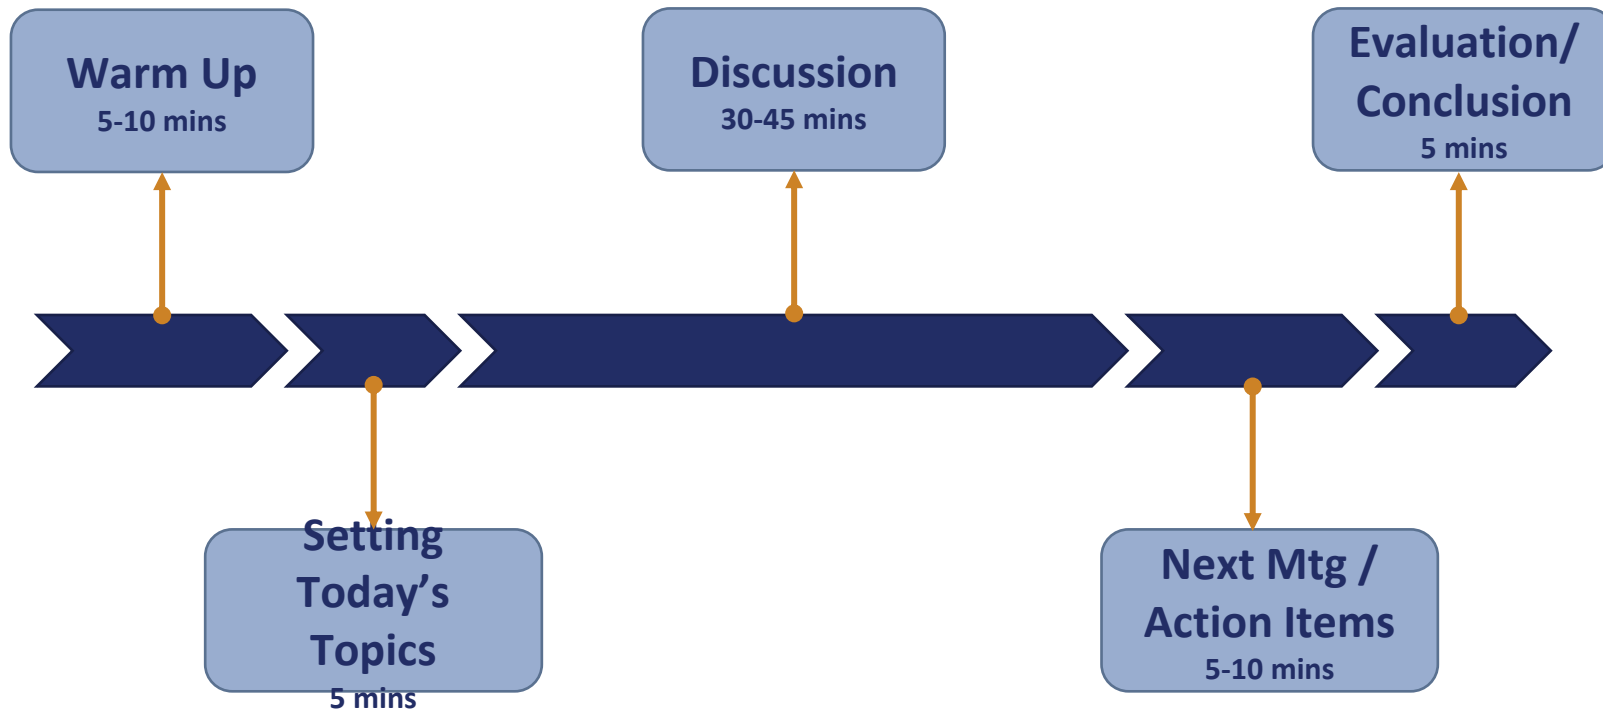 Warm Up
5-10 mins
Setting
Today’s
Topics
5 mins
Discussion
30-45 mins
Next Mtg /
Action Items
5-10 mins
Evaluation/
Conclusion
5 mins